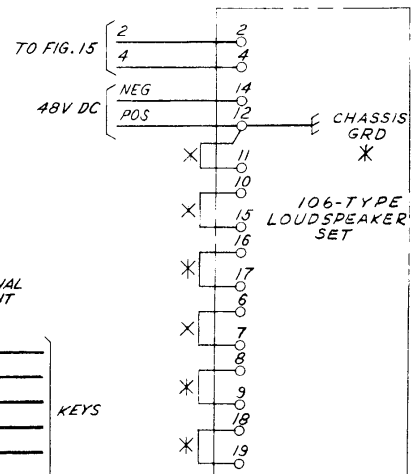 2 2
TO FIG. 15
4 4
NEG 14
48V DC
POS 12
CHASSIS
GRD
11
10
106-TYPE
LOUDSPEAKER
SET
15
16
17
6
7
8
9
KEYS
18
19